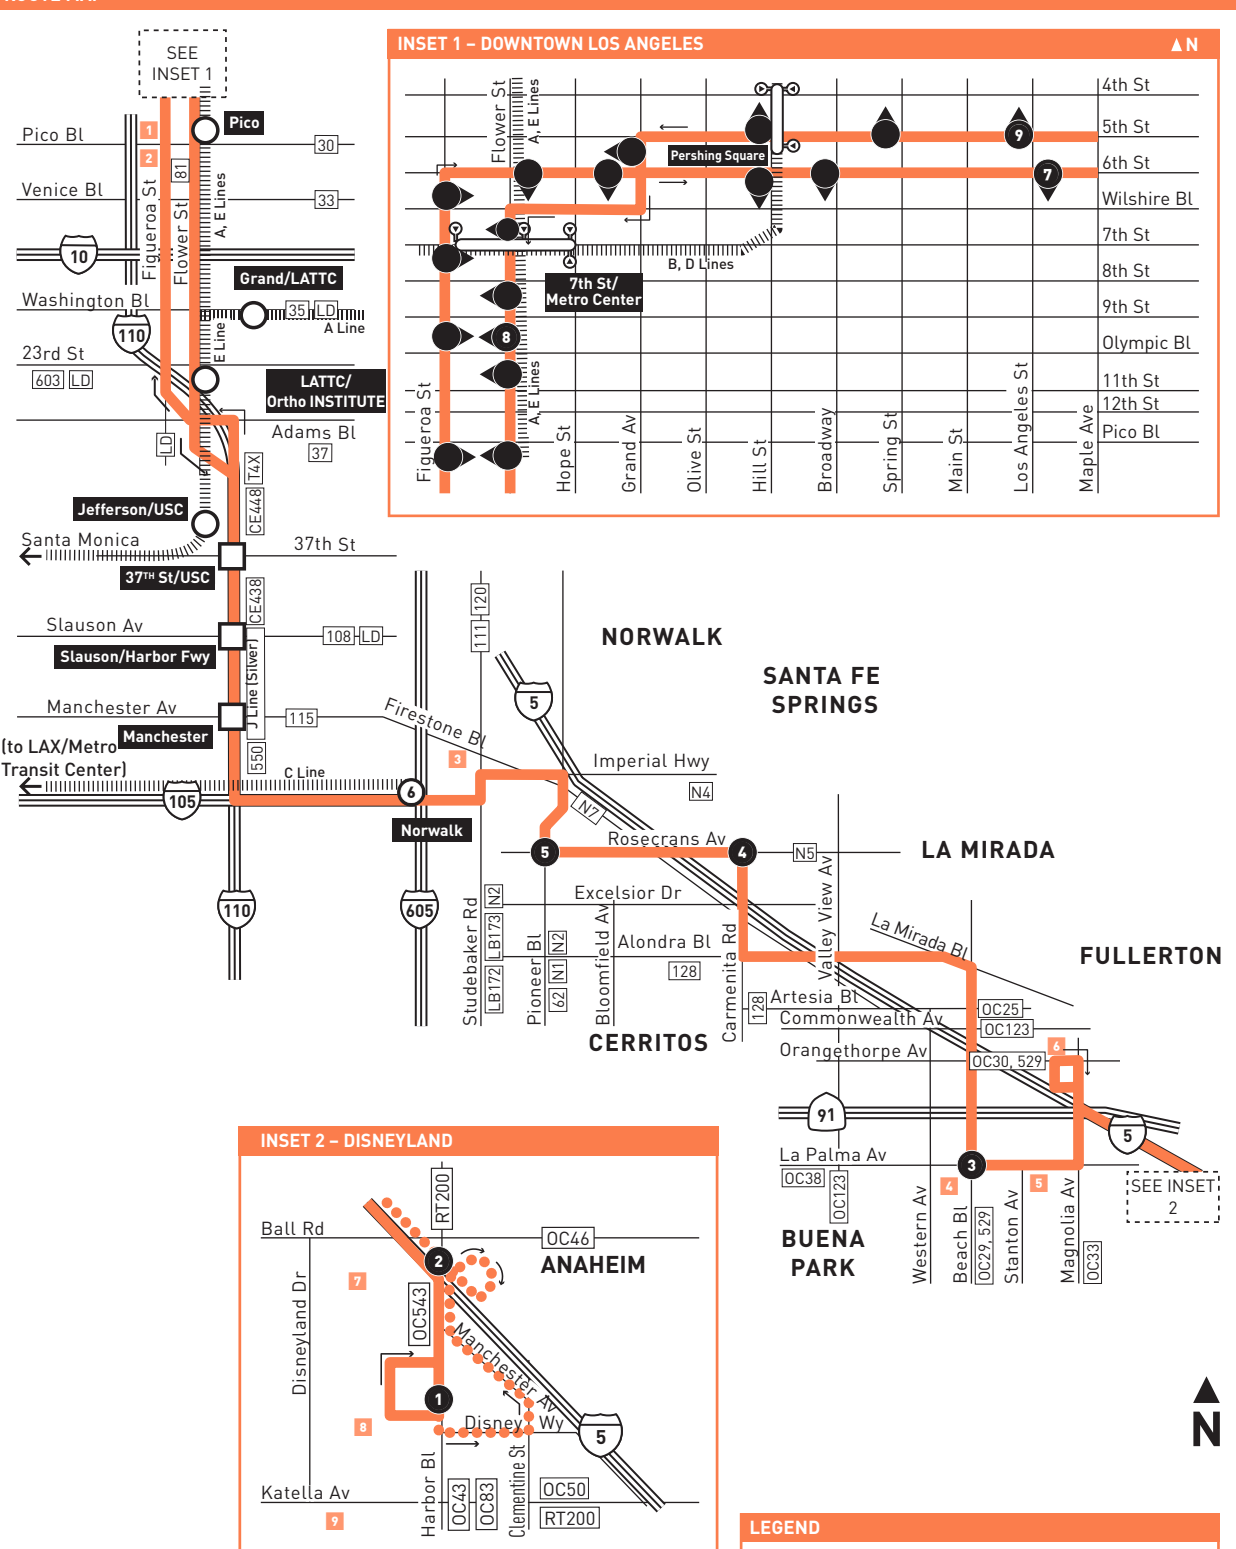 SEE
INSET 1
Pico Bl
1
2
Pico
30
81
Venice Bl
33
Figueroa St
Flower St
A, E Lines
10
Grand/LATTC
Washington Bl
35
LD
A Line
110
E Line
23rd St
603
LD
LATTC/
Ortho INSTITUTE
Adams Bl
37
LD
T4X
CE448
Jefferson/USC
Santa Monica
37th St
37TH St/USC
CE438
Slauson Av
108
LD
Slauson/Harbor Fwy
J Line (Silver)
Manchester Av
115
Manchester
550
(to LAX/Metro
Transit Center)
C Line
105
6
Norwalk
110
605
INSET 1 – DOWNTOWN LOS ANGELES
N
Flower St
A, E Lines
4th St
5th St
6th St
Wilshire Bl
7th St
8th St
9th St
Olympic Bl
11th St
12th St
Pico Bl
Pershing Square
9
7
8
B, D Lines
7th St/
Metro Center
A, E Lines
Figueroa St
Hope St
Grand Av
Olive St
Hill St
Broadway
Spring St
Main St
Los Angeles St
Maple Ave
120
111
NORWALK
SANTA FE
SPRINGS
5
Firestone Bl
3
Imperial Hwy
N4
N7
Rosecrans Av
5
4
N5
LA MIRADA
Excelsior Dr
N2
LB173
LB172
Studebaker Rd
Pioneer Bl
N2
N1
62
Bloomfield Av
Alondra Bl
128
Carmenita Rd
128
Valley View Av
La Mirada Bl
FULLERTON
CERRITOS
Artesia Bl
OC25
Commonwealth Av
OC123
Orangethorpe Av
OC30, 529
6
91
5
La Palma Av
OC38
OC123
3
4
5
SEE INSET
2
BUENA
PARK
Western Av
Beach Bl
OC29, 529
Stanton Av
Magnolia Av
OC33
INSET 2 – DISNEYLAND
RT200
Ball Rd
OC46
ANAHEIM
2
7
OC543
Disneyland Dr
Manchester Av
1
8
Disney Wy
5
Katella Av
9
Harbor Bl
OC43
OC83
Clementine St
OC50
RT200
N
LEGEND